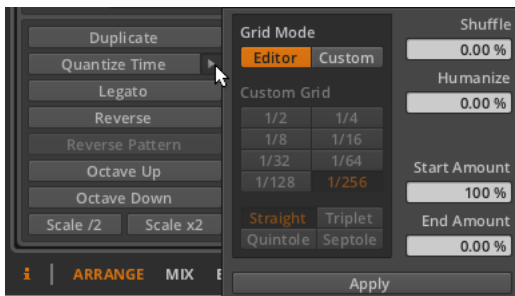 Duplicate
Quantize Time
Legato
Reverse
Reverse Pattern
Octave Up
Octave Down
Scale /2 Scale x2
i ARRANGE MIX
Grid Mode
Editor Custom
Custom Grid
1/2 1/4
1/8 1/16
1/32 1/64
1/128 1/256
Straight Triplet
Quintole Septole
Shuffle
0.00 %
Humanize
0.00 %
Start Amount
100 %
End Amount
0.00 %
Apply